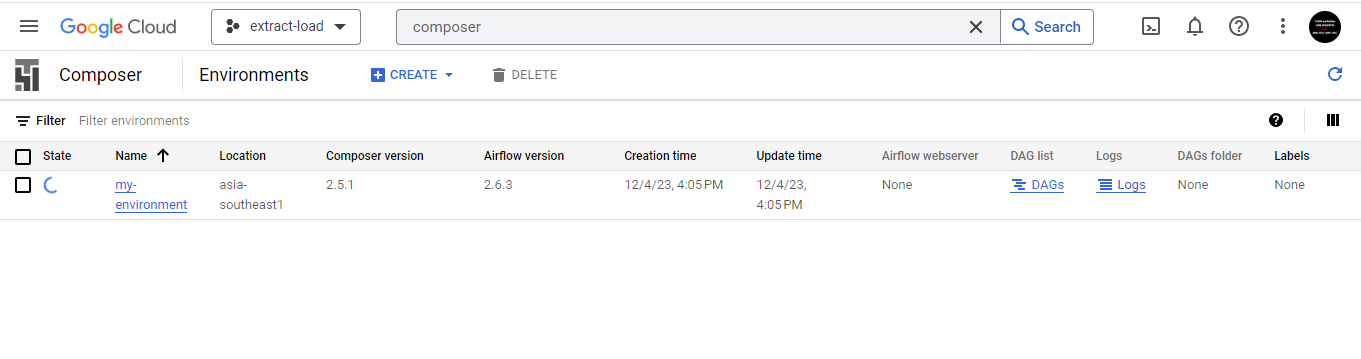 Google Cloud
extract-load
composer
Search
Composer
Environments
CREATE
DELETE
Filter
Filter environments
State Name Location Composer version Airflow version Creation time Update time Airflow webserver DAG list Logs DAGs folder Labels
my- asia- 2.5.1 2.6.3 12/4/23, 4:05 PM 12/4/23, None DAGs Logs None None
environment southeast1 4:05 PM